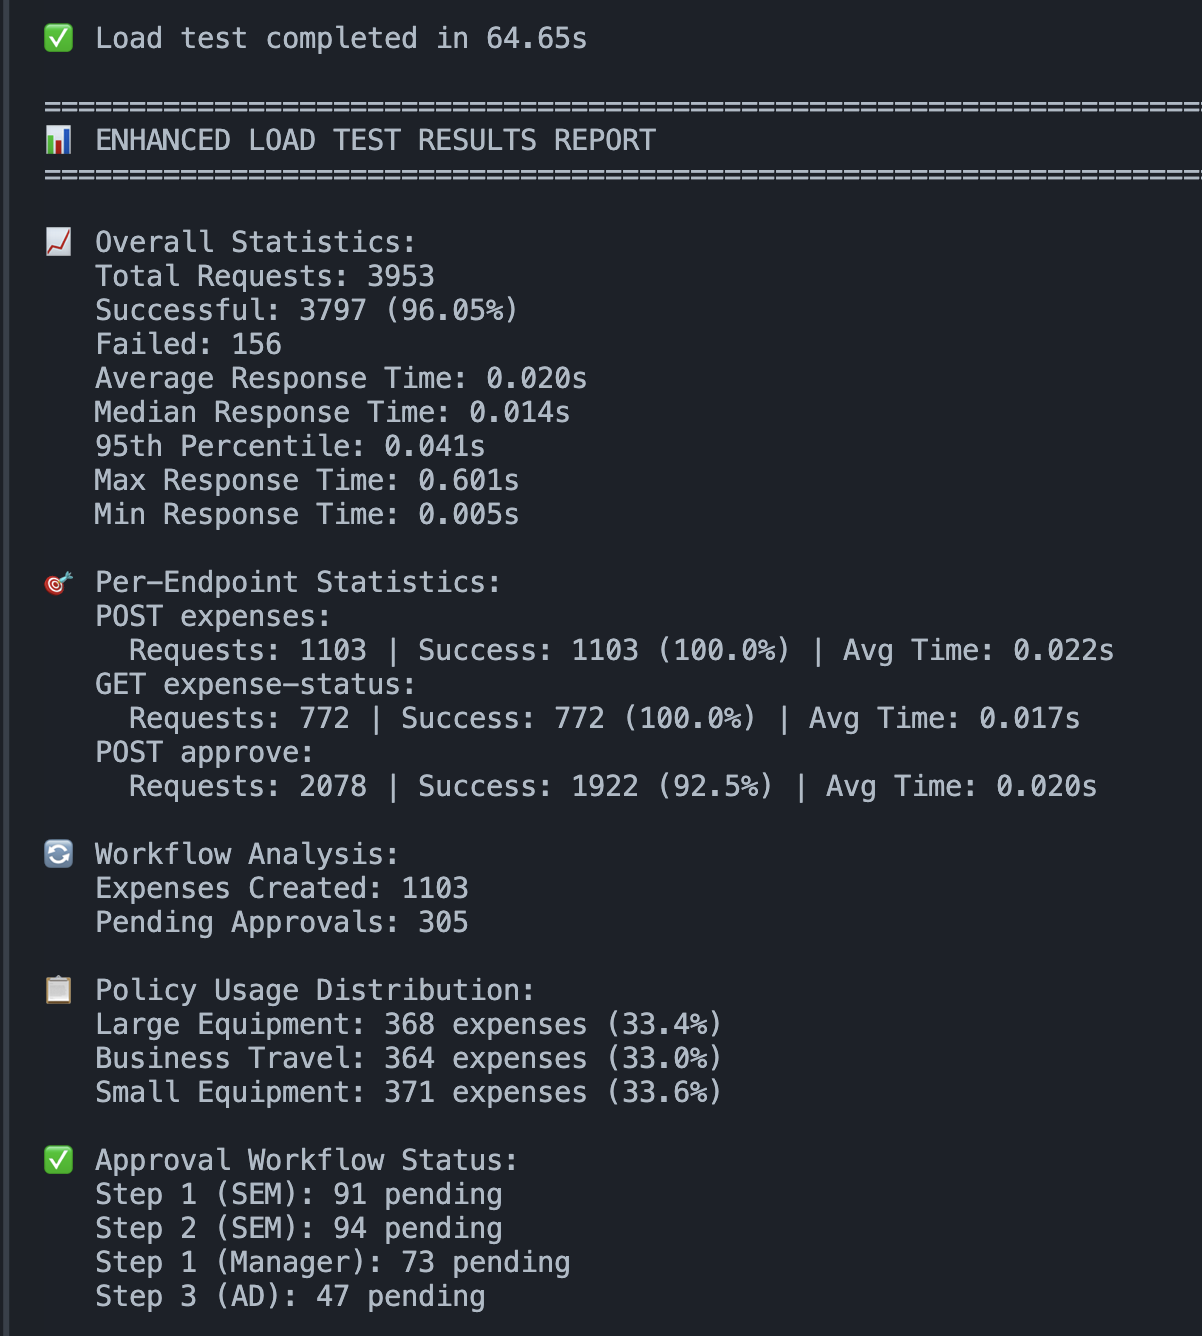 ✅ Load test completed in 64.65s
====================================================================
📊 ENHANCED LOAD TEST RESULTS REPORT
====================================================================
📈 Overall Statistics:
Total Requests: 3953
Successful: 3797 (96.05%)
Failed: 156
Average Response Time: 0.020s
Median Response Time: 0.014s
95th Percentile: 0.041s
Max Response Time: 0.601s
Min Response Time: 0.005s
🎯 Per-Endpoint Statistics:
POST expenses:
Requests: 1103 | Success: 1103 (100.0%) | Avg Time: 0.022s
GET expense-status:
Requests: 772 | Success: 772 (100.0%) | Avg Time: 0.017s
POST approve:
Requests: 2078 | Success: 1922 (92.5%) | Avg Time: 0.020s
🔄 Workflow Analysis:
Expenses Created: 1103
Pending Approvals: 305
📋 Policy Usage Distribution:
Large Equipment: 368 expenses (33.4%)
Business Travel: 364 expenses (33.0%)
Small Equipment: 371 expenses (33.6%)
✅ Approval Workflow Status:
Step 1 (SEM): 91 pending
Step 2 (SEM): 94 pending
Step 1 (Manager): 73 pending
Step 3 (AD): 47 pending